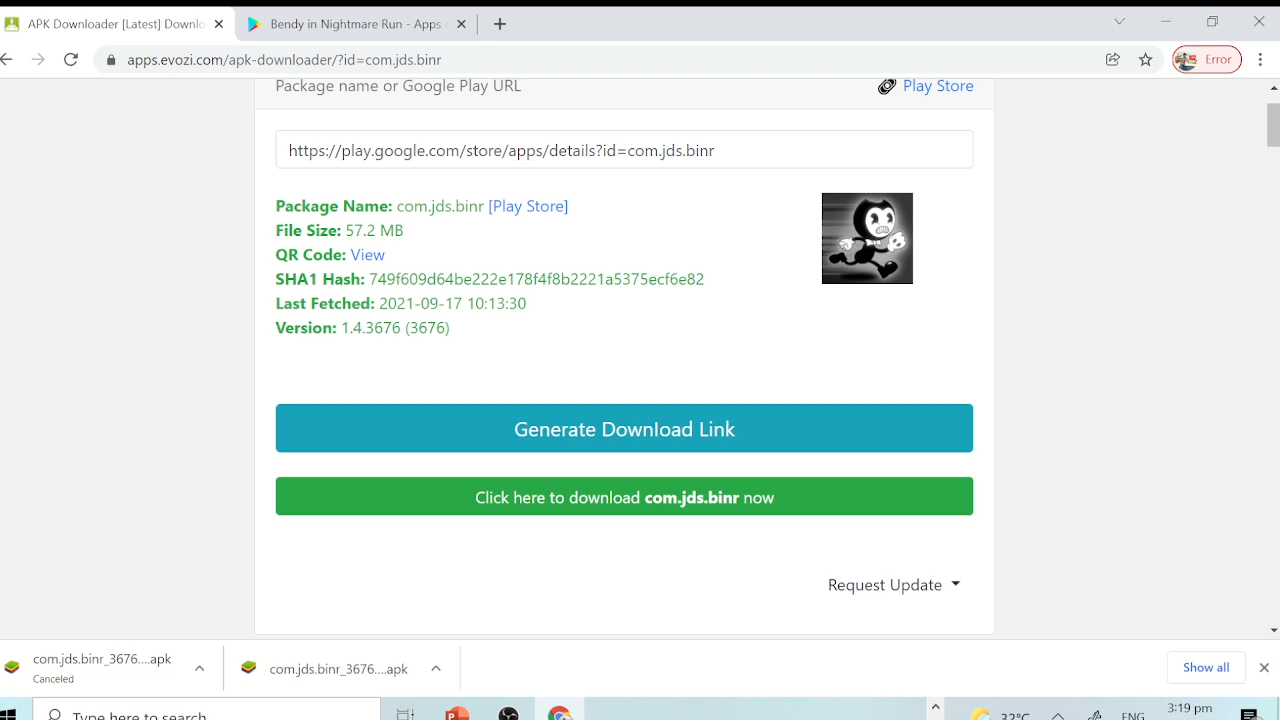 APK Downloader [Latest] Downlo
Bendy in Nightmare Run - Apps
apps.evozi.com/apk-downloader/?id=com.jds.binr
Error
Package name or Google Play URL
Play Store
https://play.google.com/store/apps/details?id=com.jds.binr
Package Name: com.jds.binr [Play Store]
File Size: 57.2 MB
QR Code: View
SHA1 Hash: 749f609d64be222e178f4f8b2221a5375ecf6e82
Last Fetched: 2021-09-17 10:13:30
Version: 1.4.3676 (3676)
Generate Download Link
Click here to download com.jds.binr now
Request Update
com.jds.binr_3676....apk
Canceled
com.jds.binr_3676....apk
Show all
Type here to search
33°C
ENG
3:19 pm